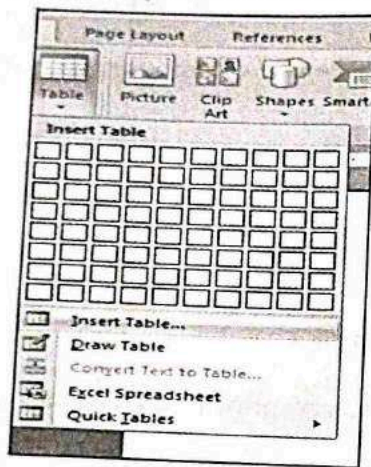 Page Layout References
Table Picture Clip Art Shapes Smart
Insert Table
Insert Table...
Draw Table
Convert Text to Table...
Excel Spreadsheet
Quick Tables